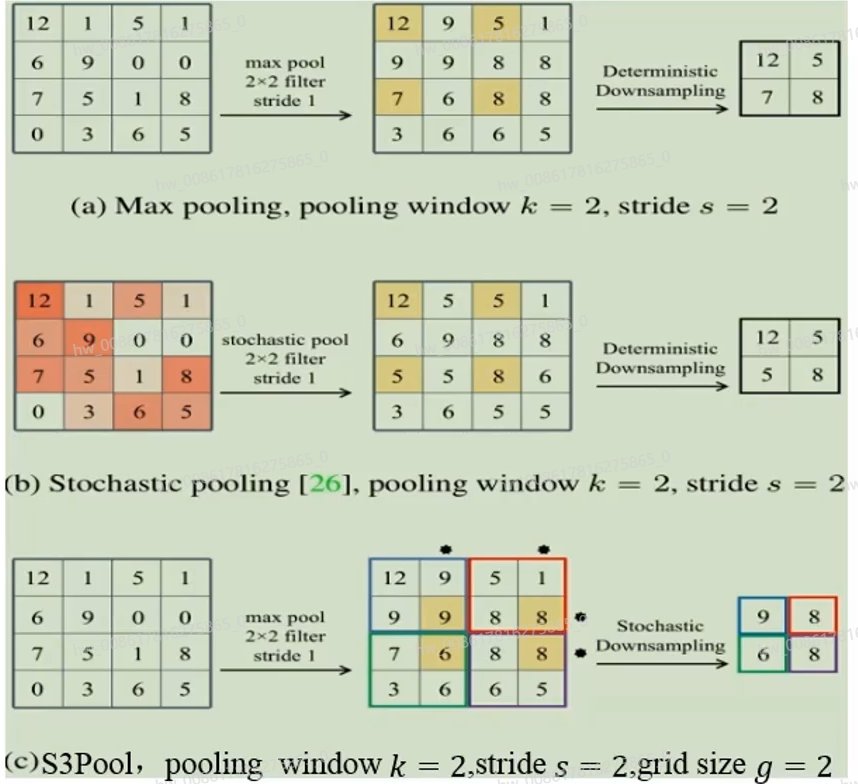 12 1 5 1
6 9 0 0
7 5 1 8
0 3 6 5
max pool
2×2 filter
stride 1
12 9 5 1
9 9 8 8
7 6 8 8
3 6 6 5
Deterministic
Downsampling
12 5
7 8
(a) Max pooling, pooling window k = 2, stride s = 2
12 1 5 1
6 9 0 0
7 5 1 8
0 3 6 5
stochastic pool
2×2 filter
stride 1
12 5 5 1
6 9 8 8
5 5 8 6
3 6 5 5
Deterministic
Downsampling
12 5
5 8
(b) Stochastic pooling [26], pooling window k = 2, stride s = 2
12 1 5 1
6 9 0 0
7 5 1 8
0 3 6 5
max pool
2×2 filter
stride 1
12 9 5 1
9 9 8 8
7 6 8 8
3 6 6 5
Stochastic
Downsampling
9 8
6 8
(c)S3Pool，pooling window k = 2,stride s = 2,grid size g = 2